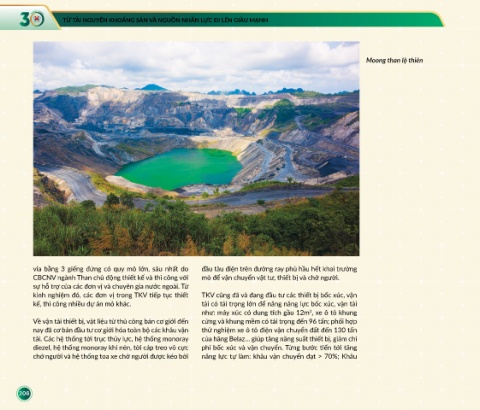 30
TỪ TÀI NGUYÊN KHOÁNG SẢN VÀ NGUỒN NHÂN LỰC ĐI LÊN GIÀU MẠNH
Moong than lộ thiên
vỉa bằng 3 giếng đứng có quy mô lớn, sâu nhất do
CBCNV ngành Than chủ động thiết kế và thi công với
sự hỗ trợ của các đơn vị và chuyên gia nước ngoài. Từ
kinh nghiệm đó, các đơn vị trong TKV tiếp tục thiết
kế, thi công nhiều dự án mỏ khác.
Về vận tải thiết bị, vật liệu từ thủ công bán cơ giới đến
nay đã cơ bản đầu tư cơ giới hóa toàn bộ các khâu vận
tải. Các hệ thống tời trục thủy lực, hệ thống monoray
diezel, hệ thống monoray khí nén, tời cáp treo vô cực
chở người và hệ thống toa xe chở người được kéo bởi
đầu tàu điện trên đường ray phủ hầu hết khai trường
mỏ để vận chuyển vật tư, thiết bị và chở người.
TKV cũng đã và đang đầu tư các thiết bị bốc xúc, vận
tải có tải trọng lớn để nâng năng lực bốc xúc, vận tải
như: máy xúc có dung tích gầu 12m³, xe ô tô khung
cứng và khung mềm có tải trọng đến 96 tấn; phối hợp
thử nghiệm xe ô tô điện vận chuyển đất đến 130 tấn
của hãng Belaz... giúp tăng năng suất thiết bị, giảm chi
phí bốc xúc và vận chuyển. Từng bước tiến tới tăng
năng lực tự làm: khâu vận chuyển đạt > 70%; Khâu
204